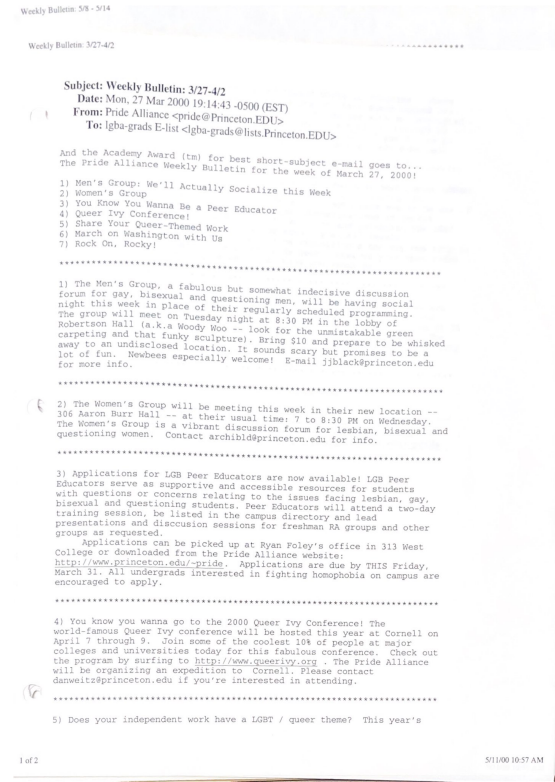 Weekly Bulletin: 5/8 - 5/14
Weekly Bulletin: 3/27-4/2
Subject: Weekly Bulletin: 3/27-4/2
Date: Mon, 27 Mar 2000 19:14:43 -0500 (EST)
From: Pride Alliance <pride@Princeton.EDU>
To: lgba-grads E-list <lgba-grads@lists.Princeton.EDU>
And the Academy Award (tm) for best short-subject e-mail goes to...
The Pride Alliance Weekly Bulletin for the week of March 27, 2000!
1) Men's Group: We'll Actually Socialize this Week
2) Women's Group
3) You Know You Wanna Be a Peer Educator
4) Queer Ivy Conference!
5) Share Your Queer-Themed Work
6) March on Washington with Us
7) Rock On, Rocky!
***********************************************************************
1) The Men's Group, a fabulous but somewhat indecisive discussion
forum for gay, bisexual and questioning men, will be having social
night this week in place of their regularly scheduled programming.
The group will meet on Tuesday night at 8:30 PM in the lobby of
Robertson Hall (a.k.a Woody Woo -- look for the unmistakable green
carpeting and that funky sculpture). Bring $10 and prepare to be whisked
away to an undisclosed location. It sounds scary but promises to be a
lot of fun. Newbees especially welcome! E-mail jjblack@princeton.edu
for more info.
***********************************************************************
2) The Women's Group will be meeting this week in their new location --
306 Aaron Burr Hall -- at their usual time: 7 to 8:30 PM on Wednesday.
The Women's Group is a vibrant discussion forum for lesbian, bisexual and
questioning women. Contact archibld@princeton.edu for info.
***********************************************************************
3) Applications for LGB Peer Educators are now available! LGB Peer
Educators serve as supportive and accessible resources for students
with questions or concerns relating to the issues facing lesbian, gay,
bisexual and questioning students. Peer Educators will attend a two-day
training session, be listed in the campus directory and lead
presentations and disccusion sessions for freshman RA groups and other
groups as requested.
Applications can be picked up at Ryan Foley's office in 313 West
College or downloaded from the Pride Alliance website:
http://www.princeton.edu/~pride. Applications are due by THIS Friday,
March 31. All undergrads interested in fighting homophobia on campus are
encouraged to apply.
***********************************************************************
4) You know you wanna go to the 2000 Queer Ivy Conference! The
world-famous Queer Ivy conference will be hosted this year at Cornell on
April 7 through 9. Join some of the coolest 10% of people at major
colleges and universities today for this fabulous conference. Check out
the program by surfing to http://www.queerivy.org . The Pride Alliance
will be organizing an expedition to Cornell. Please contact
danweitz@princeton.edu if you're interested in attending.
***********************************************************************
5) Does your independent work have a LGBT / queer theme? This year's
1 of 2
5/11/00 10:57 AM